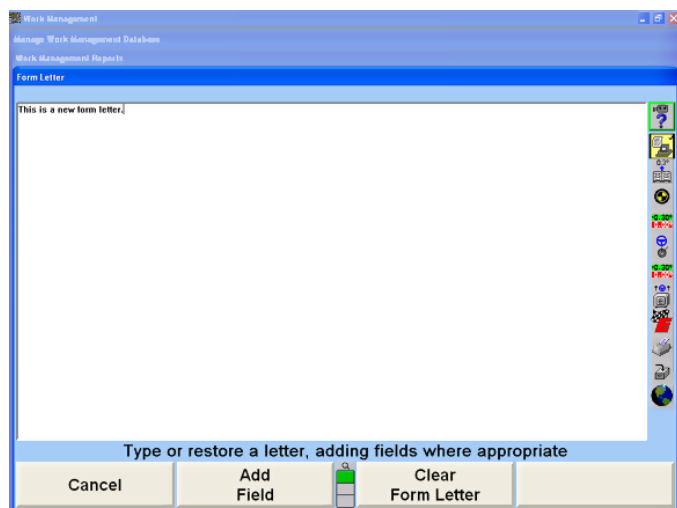 Work Management
Manage Work Management Database
Work Management Reports
Form Letter
This is a new form letter.
Type or restore a letter, adding fields where appropriate
Cancel
Add
Field
Clear
Form Letter